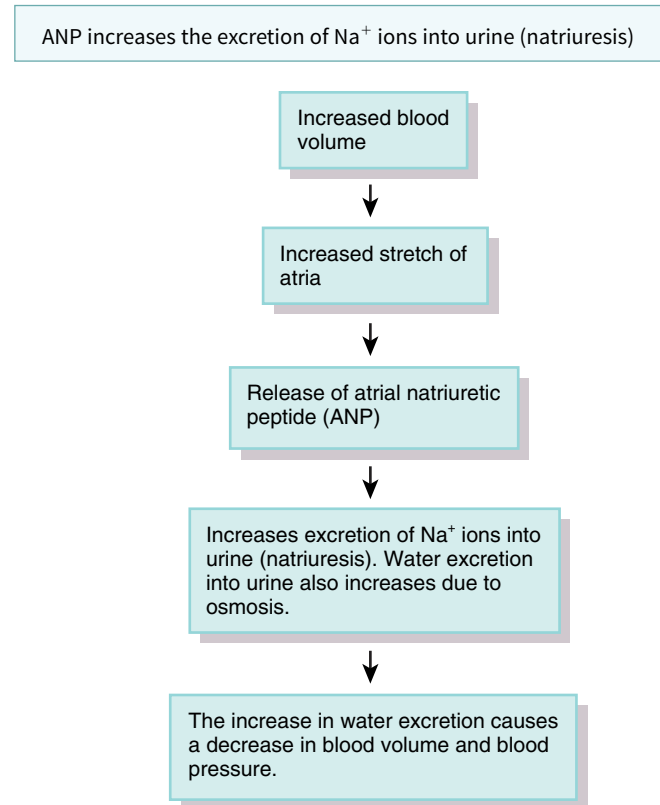 ANP increases the excretion of Na⁺ ions into urine (natriuresis)
Increased blood
volume
Increased stretch of
atria
Release of atrial natriuretic
peptide (ANP)
Increases excretion of Na⁺ ions into
urine (natriuresis). Water excretion
into urine also increases due to
osmosis.
The increase in water excretion causes
a decrease in blood volume and blood
pressure.